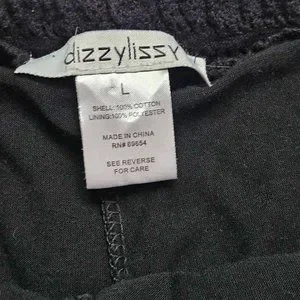 dizzylissy
L
SHELL:100% COTTON
LINING:100% POLYESTER
MADE IN CHINA
RN# 69654
SEE REVERSE
FOR CARE